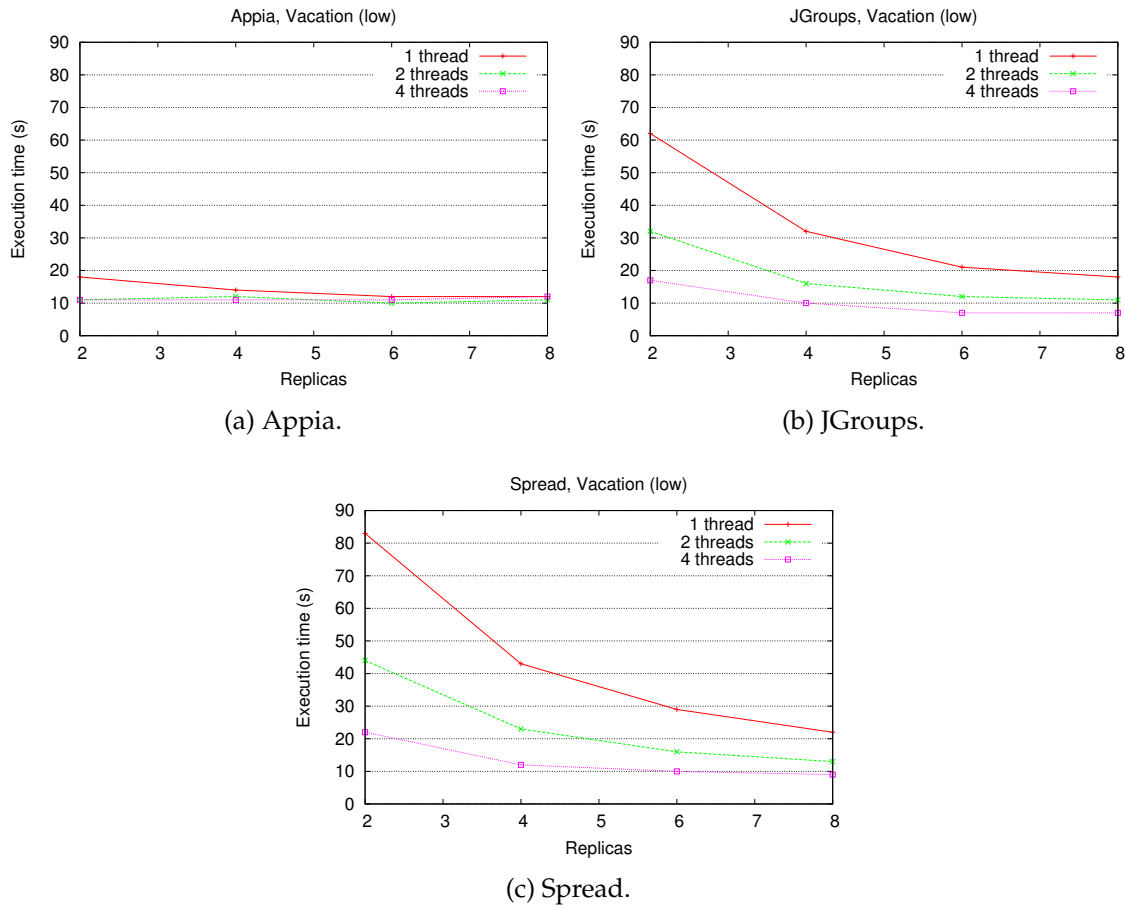 Appia, Vacation (low)
90
80
70
60
50
40
30
20
10
0
Execution time (s)
1 thread
2 threads
4 threads
2 3 4 5 6 7 8
Replicas
(a) Appia.
JGroups, Vacation (low)
90
80
70
60
50
40
30
20
10
0
Execution time (s)
1 thread
2 threads
4 threads
2 3 4 5 6 7 8
Replicas
(b) JGroups.
Spread, Vacation (low)
90
80
70
60
50
40
30
20
10
0
Execution time (s)
1 thread
2 threads
4 threads
2 3 4 5 6 7 8
Replicas
(c) Spread.